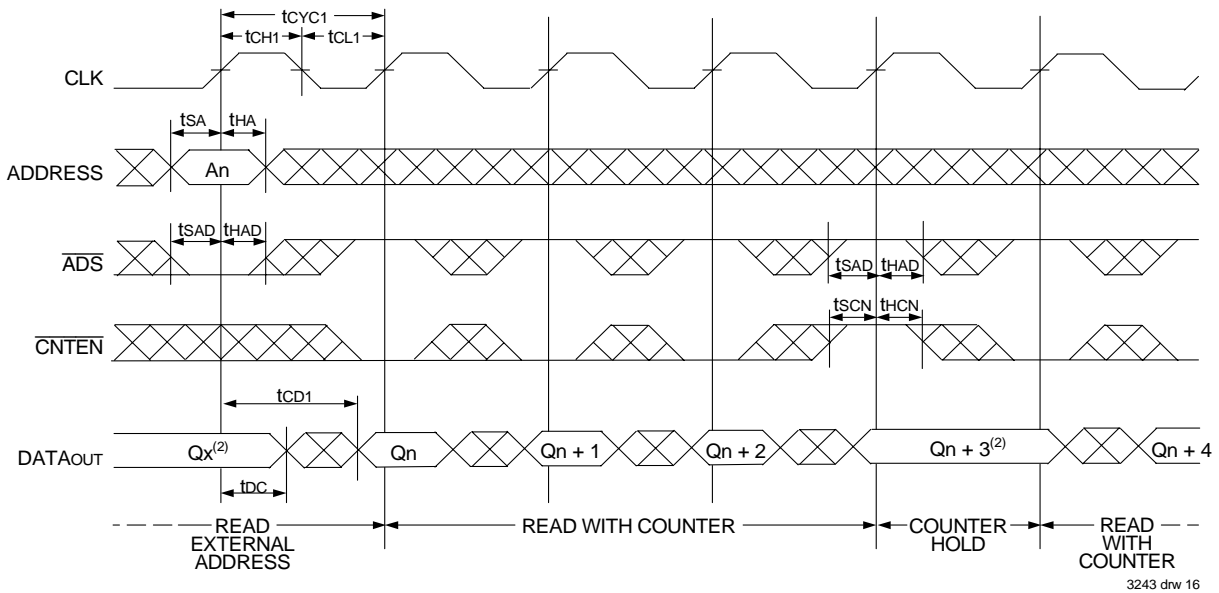 tCYC1
tCH1 tCL1
CLK
tSA tHA
ADDRESS An
tSAD tHAD
ADS
tSAD tHAD
tSCN tHCN
CNTEN
tCD1
DATAOUT Qx(2) Qn Qn + 1 Qn + 2 Qn + 3(2) Qn + 4
tDC
READ EXTERNAL ADDRESS
READ WITH COUNTER
COUNTER HOLD
READ WITH COUNTER
3243 drw 16